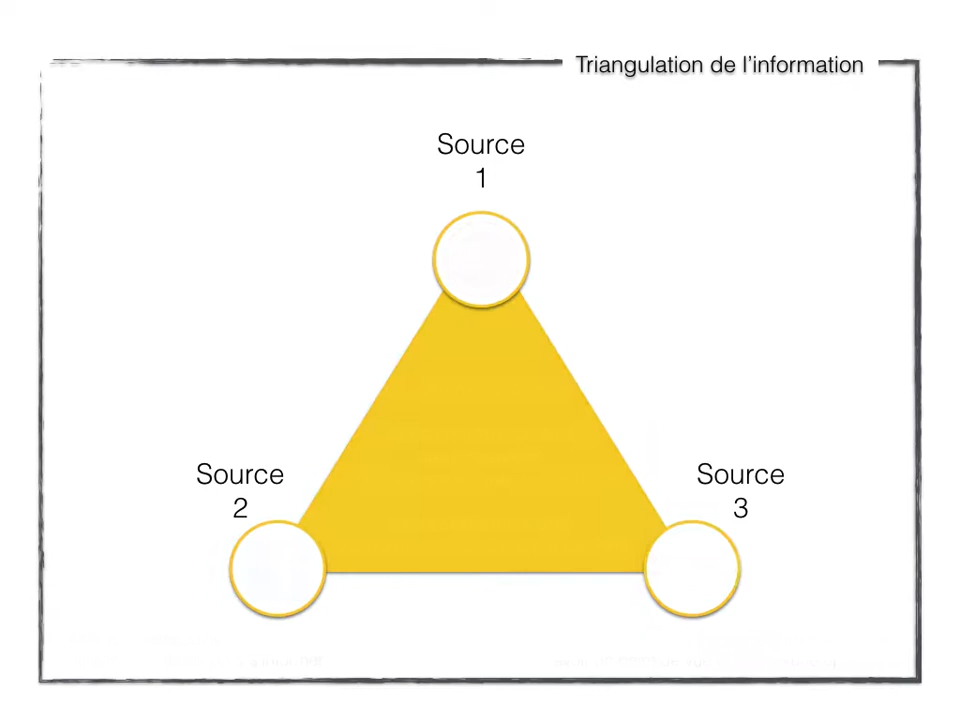 Triangulation de l’information
Source
1
Source
2
Source
3